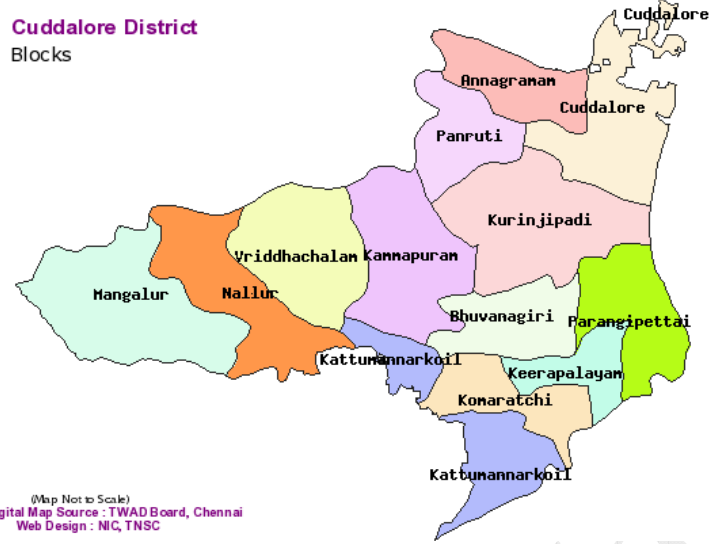 Cuddalore District
Blocks
Cuddalore
Annagramam
Cuddalore
Panruti
Kurinjipadi
Vriddhachalam
Kammapuram
Mangalur
Nallur
Bhuvanagiri
Parangipettai
Kattumannarkoil
Keerapalayam
Komaratchi
Kattumannarkoil
(Map Not to Scale)
gital Map Source : TWAD Board, Chennai
Web Design : NIC, TNSC